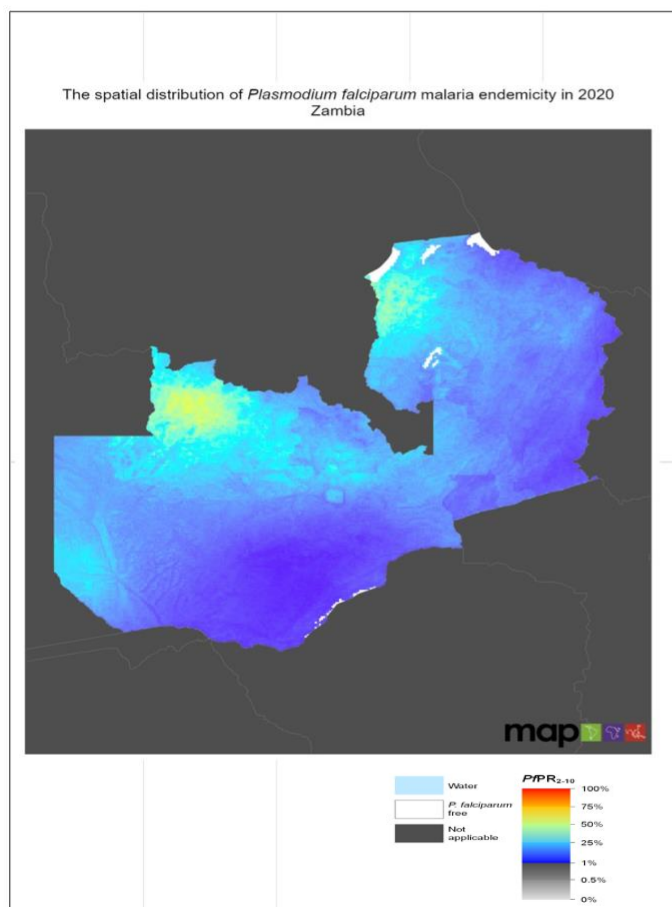 The spatial distribution of Plasmodium falciparum malaria endemicity in 2020
Zambia
map
Water
P. falciparum
free
Not
applicable
PfPR2-10
100%
75%
50%
25%
1%
0.5%
0%